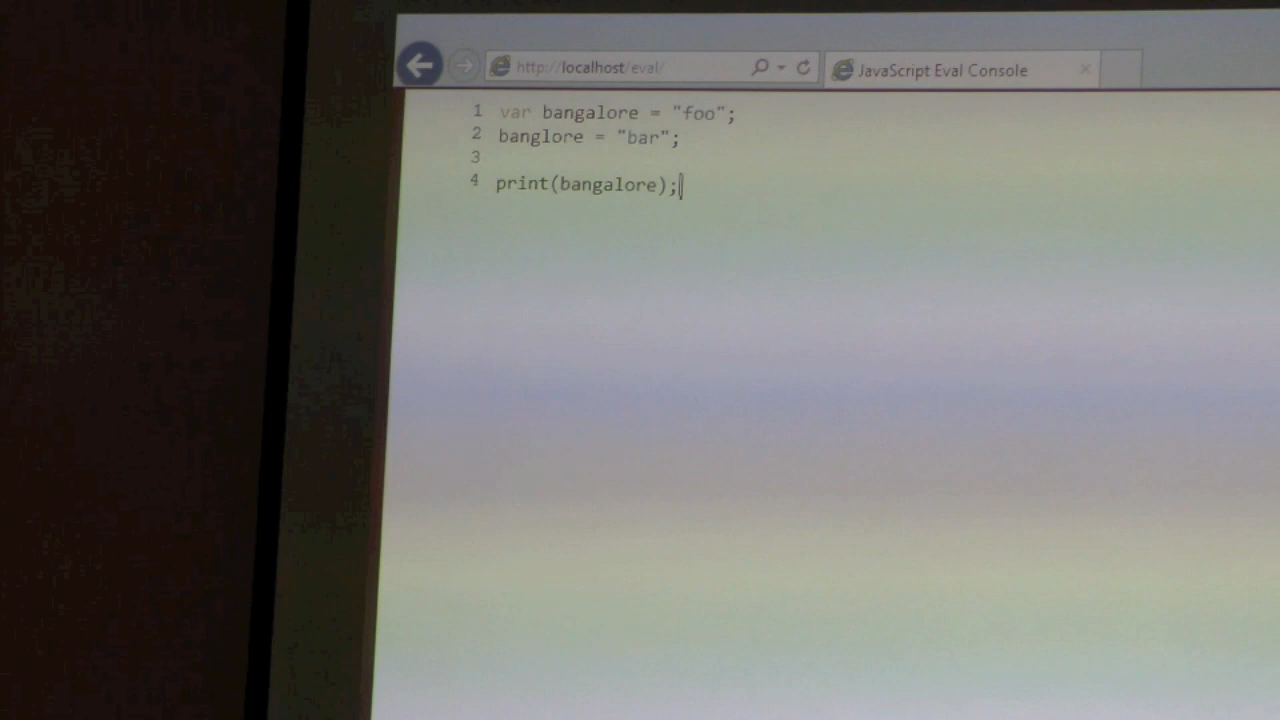 http://localhost/eval/
JavaScript Eval Console
1 var bangalore = "foo";
2 banglore = "bar";
3
4 print(bangalore);